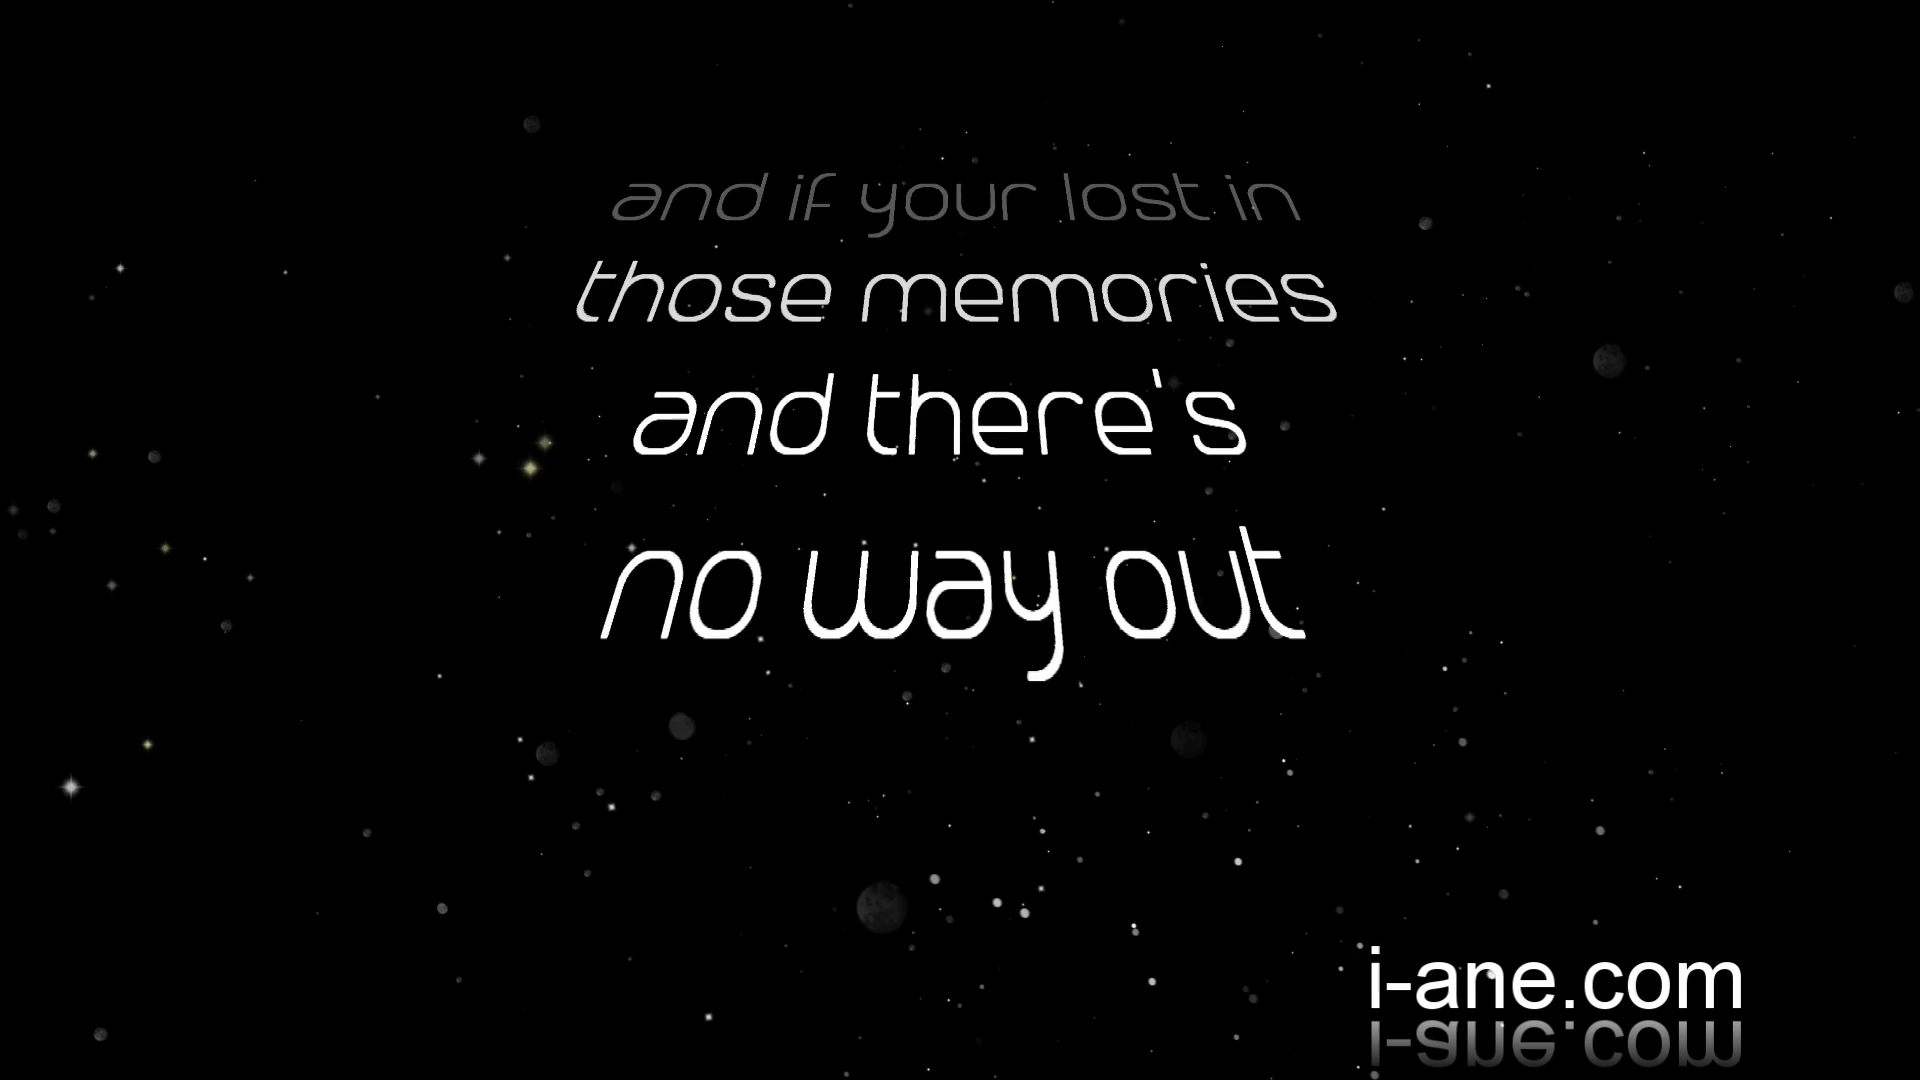 and if your lost in
those memories
and there's
no way out
i-ane.com